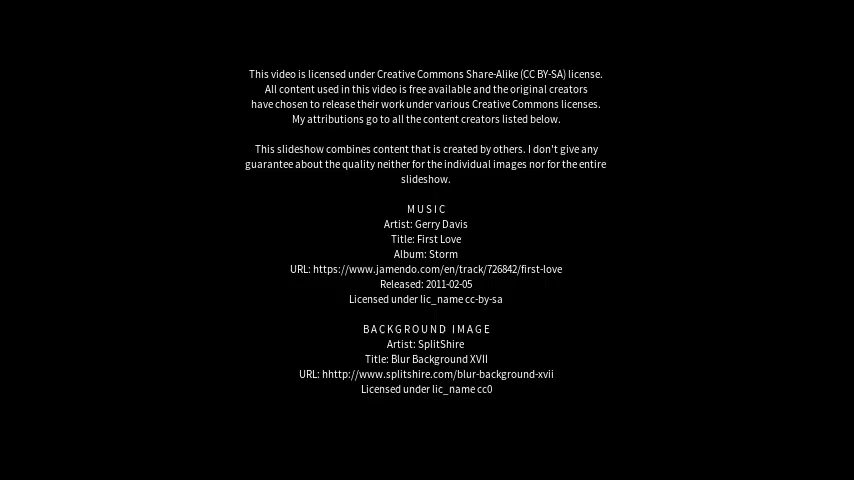 This video is licensed under Creative Commons Share-Alike (CC BY-SA) license.
All content used in this video is free available and the original creators
have chosen to release their work under various Creative Commons licenses.
My attributions go to all the content creators listed below.
This slideshow combines content that is created by others. I don't give any
guarantee about the quality neither for the individual images nor for the entire
slideshow.
MUSIC
Artist: Gerry Davis
Title: First Love
Album: Storm
URL: https://www.jamendo.com/en/track/726842/first-love
Released: 2011-02-05
Licensed under lic_name cc-by-sa
BACKGROUND IMAGE
Artist: SplitShire
Title: Blur Background XVII
URL: hhttp://www.splitshire.com/blur-background-xvii
Licensed under lic_name cc0